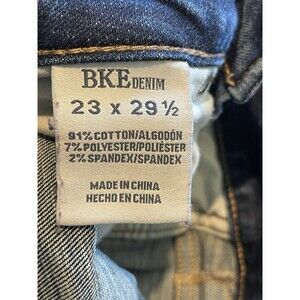 BKE DENIM
23 x 29 ½
91% COTTON/ALGODÓN
7% POLYESTER/POLIÉSTER
2% SPANDEX/SPANDEX
MADE IN CHINA
HECHO EN CHINA